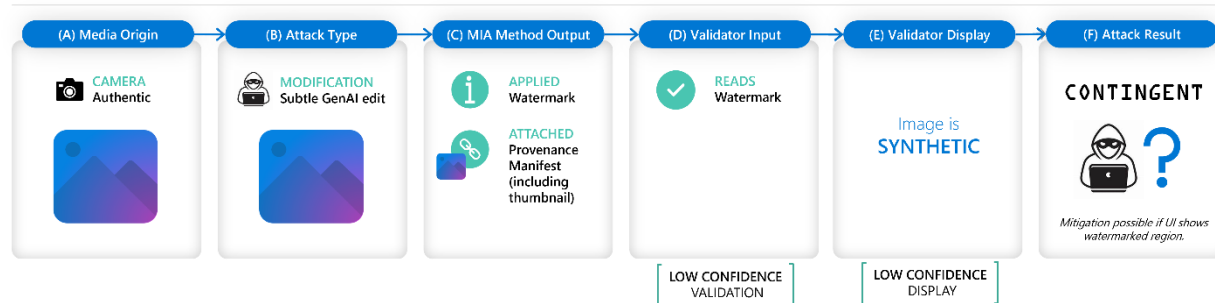 (A) Media Origin
(B) Attack Type
(C) MIA Method Output
(D) Validator Input
(E) Validator Display
(F) Attack Result
CAMERA
Authentic
MODIFICATION
Subtle GenAI edit
APPLIED
Watermark
ATTACHED
Provenance
Manifest
(including
thumbnail)
READS
Watermark
Image is
SYNTHETIC
CONTINGENT
?
Mitigation possible if UI shows
watermarked region.
LOW CONFIDENCE
VALIDATION
LOW CONFIDENCE
DISPLAY